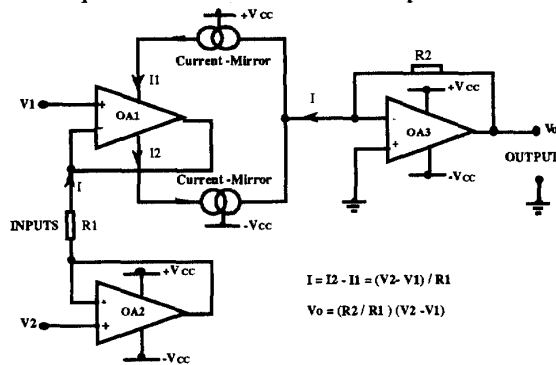 +Vcc
R2
Current -Mirror
I1
I
+Vcc
V1
+
OA1
-
-
OA3
Vo
+
I2
OUTPUT
Current -Mirror
-Vcc
I
INPUTS
R1
-Vcc
+Vcc
I = I2 - I1 = (V2- V1) / R1
-
OA2
Vo = (R2 / R1 ) (V2 -V1)
V2
+
-Vcc